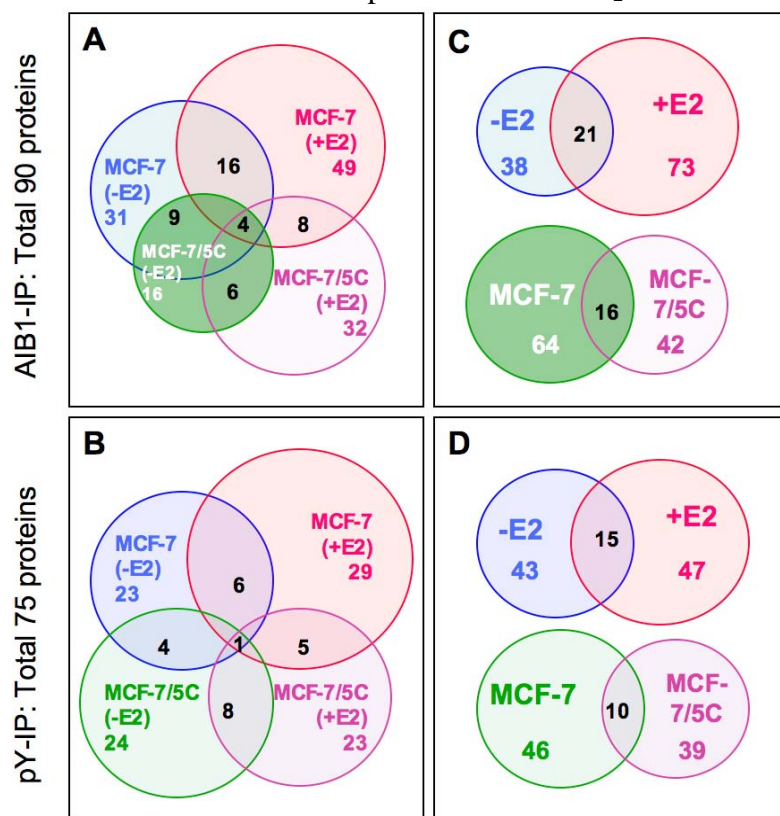 AIB1-IP: Total 90 proteins
A
MCF-7
(+E2)
49
MCF-7
(-E2)
31
16
9
4
8
MCF-7/5C
(-E2)
16
6
MCF-7/5C
(+E2)
32
C
-E2
38
21
+E2
73
MCF-7
64
16
MCF-
7/5C
42
pY-IP: Total 75 proteins
B
MCF-7
(+E2)
29
MCF-7
(-E2)
23
6
4
1
5
MCF-7/5C
(-E2)
24
8
MCF-7/5C
(+E2)
23
D
-E2
43
15
+E2
47
MCF-7
46
10
MCF-
7/5C
39